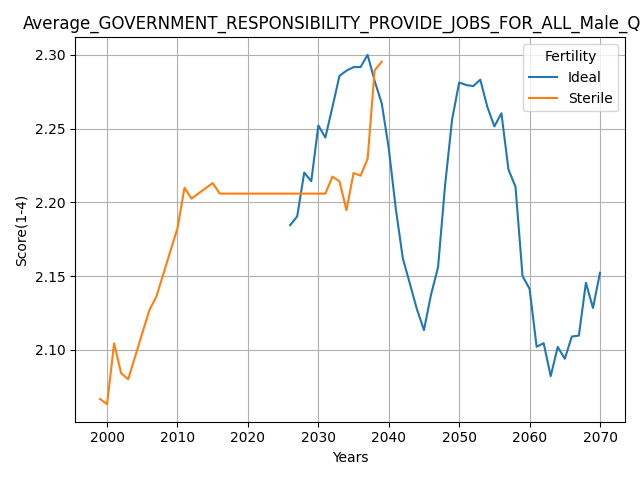 Average_GOVERNMENT_RESPONSIBILITY_PROVIDE_JOBS_FOR_ALL_Male_Q
Fertility
Ideal
Sterile
Score(1-4)
2.30
2.25
2.20
2.15
2.10
2000 2010 2020 2030 2040 2050 2060 2070
Years